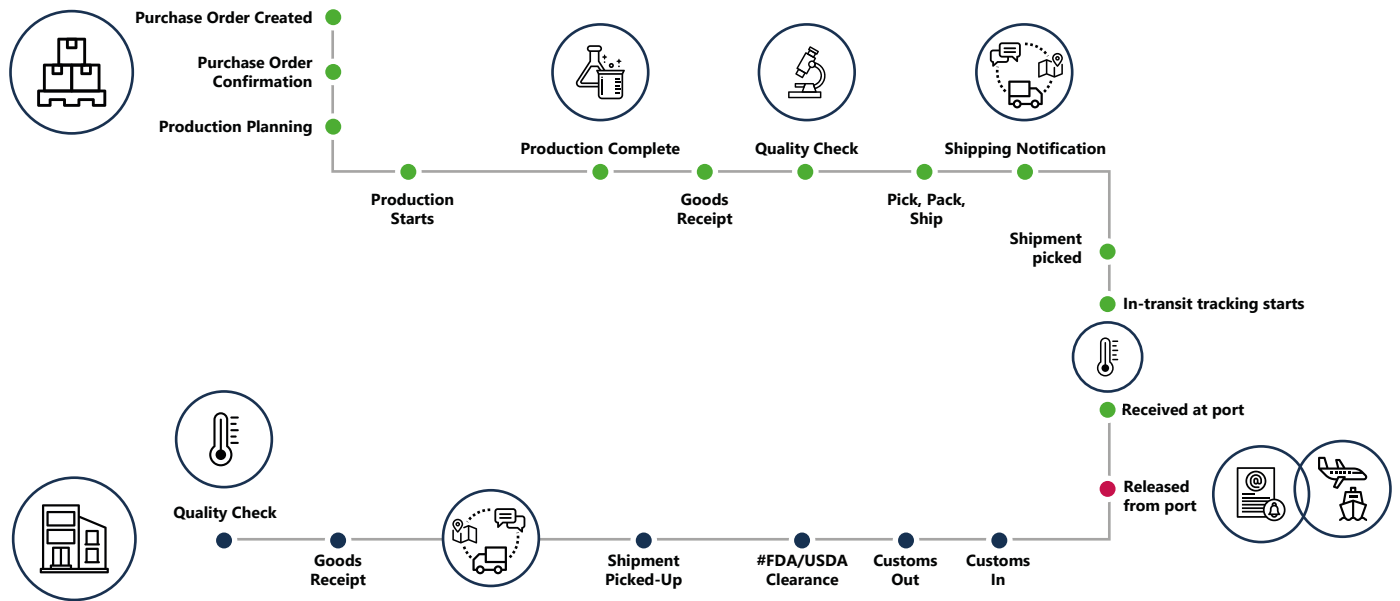 Purchase Order Created
Purchase Order
Confirmation
Production Planning
Production Complete
Quality Check
Shipping Notification
Production
Starts
Goods
Receipt
Pick, Pack,
Ship
Shipment
picked
In-transit tracking starts
Received at port
Released
from port
@
Quality Check
Goods
Receipt
Shipment
Picked-Up
#FDA/USDA
Clearance
Customs
Out
Customs
In